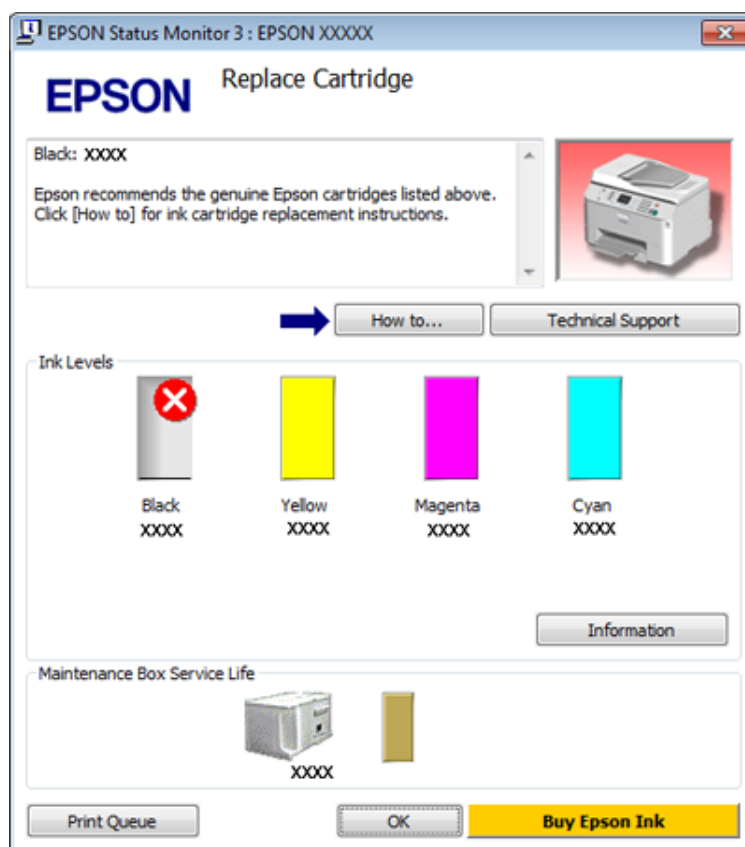 EPSON Status Monitor 3 : EPSON XXXXX
EPSON
Replace Cartridge
Black: XXXX
Epson recommends the genuine Epson cartridges listed above.
Click [How to] for ink cartridge replacement instructions.
How to...
Technical Support
Ink Levels
Black
Yellow
Magenta
Cyan
XXXX
XXXX
XXXX
XXXX
Information
Maintenance Box Service Life
XXXX
Print Queue
OK
Buy Epson Ink